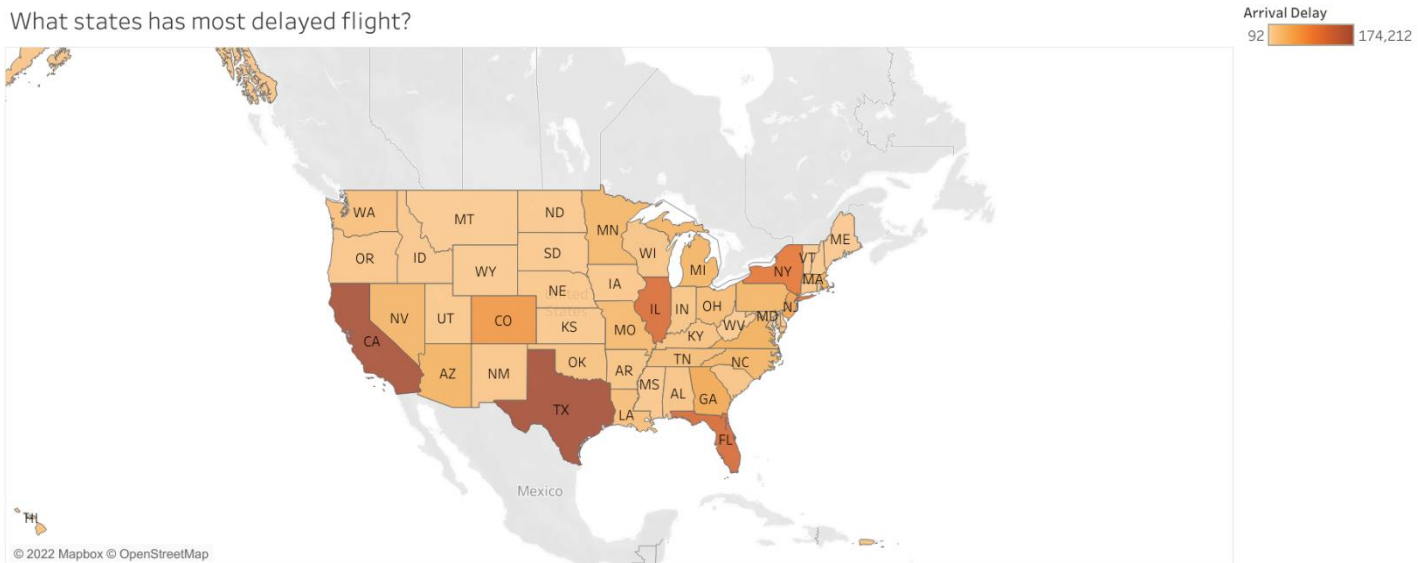 What states has most delayed flight?
Arrival Delay
92 174,212
WA
MT
ND
MN
ME
OR
ID
SD
WI
VT
WY
MI
NY
MA
IA
NE
United
States
IL
IN
OH
NJ
NV
UT
CO
KS
MO
WV
MD
KY
CA
AZ
NM
OK
AR
TN
NC
TX
MS
AL
GA
LA
FL
Mexico
HI
© 2022 Mapbox © OpenStreetMap